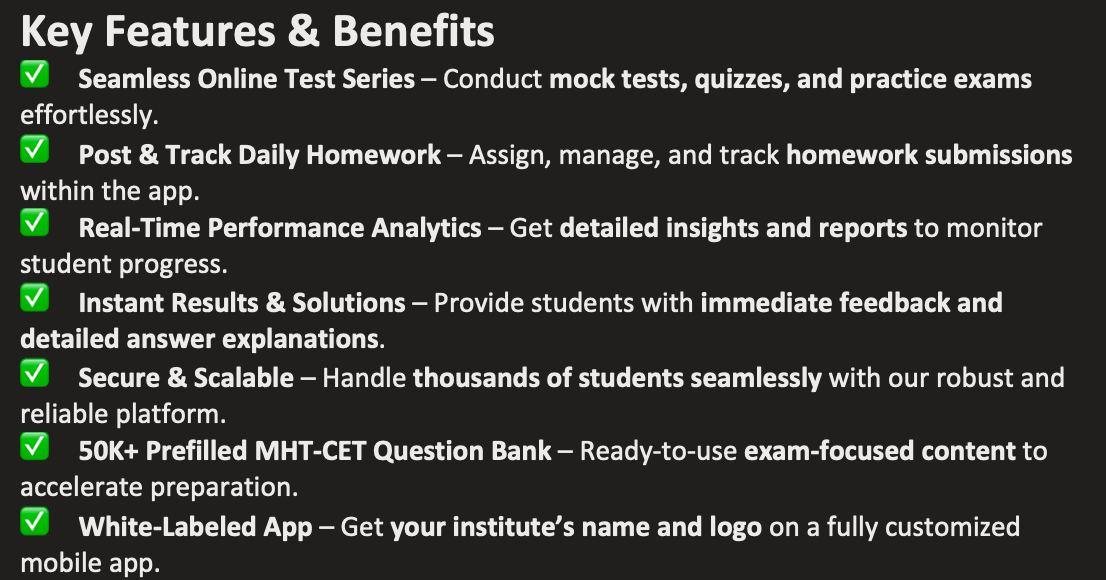 Key Features & Benefits
✅ Seamless Online Test Series – Conduct mock tests, quizzes, and practice exams
effortlessly.
✅ Post & Track Daily Homework – Assign, manage, and track homework submissions
within the app.
✅ Real-Time Performance Analytics – Get detailed insights and reports to monitor
student progress.
✅ Instant Results & Solutions – Provide students with immediate feedback and
detailed answer explanations.
✅ Secure & Scalable – Handle thousands of students seamlessly with our robust and
reliable platform.
✅ 50K+ Prefilled MHT-CET Question Bank – Ready-to-use exam-focused content to
accelerate preparation.
✅ White-Labeled App – Get your institute’s name and logo on a fully customized
mobile app.